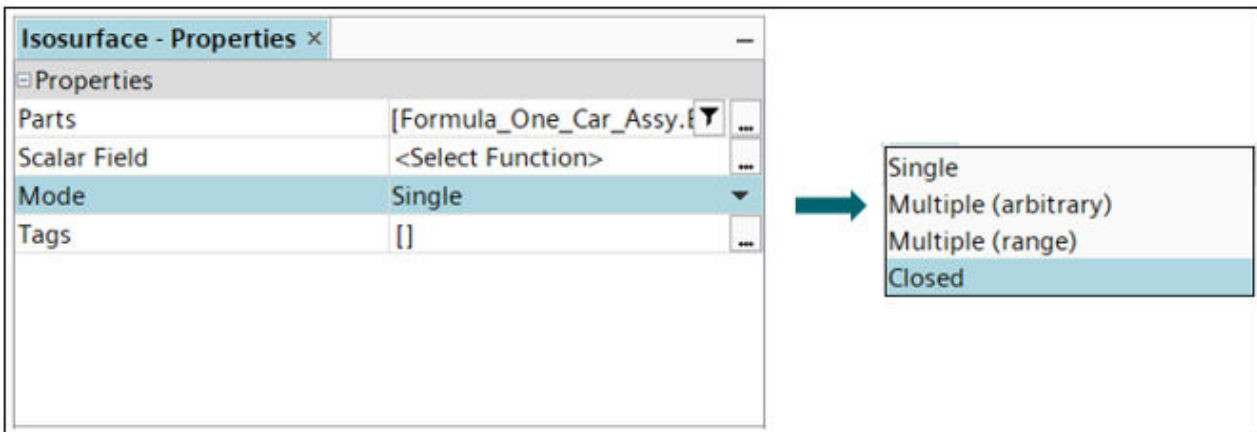 Isosurface - Properties ×
Properties
Parts [Formula_One_Car_Assy.E ...
Scalar Field <Select Function> ...
Mode Single
Tags [] ...
Single
Multiple (arbitrary)
Multiple (range)
Closed